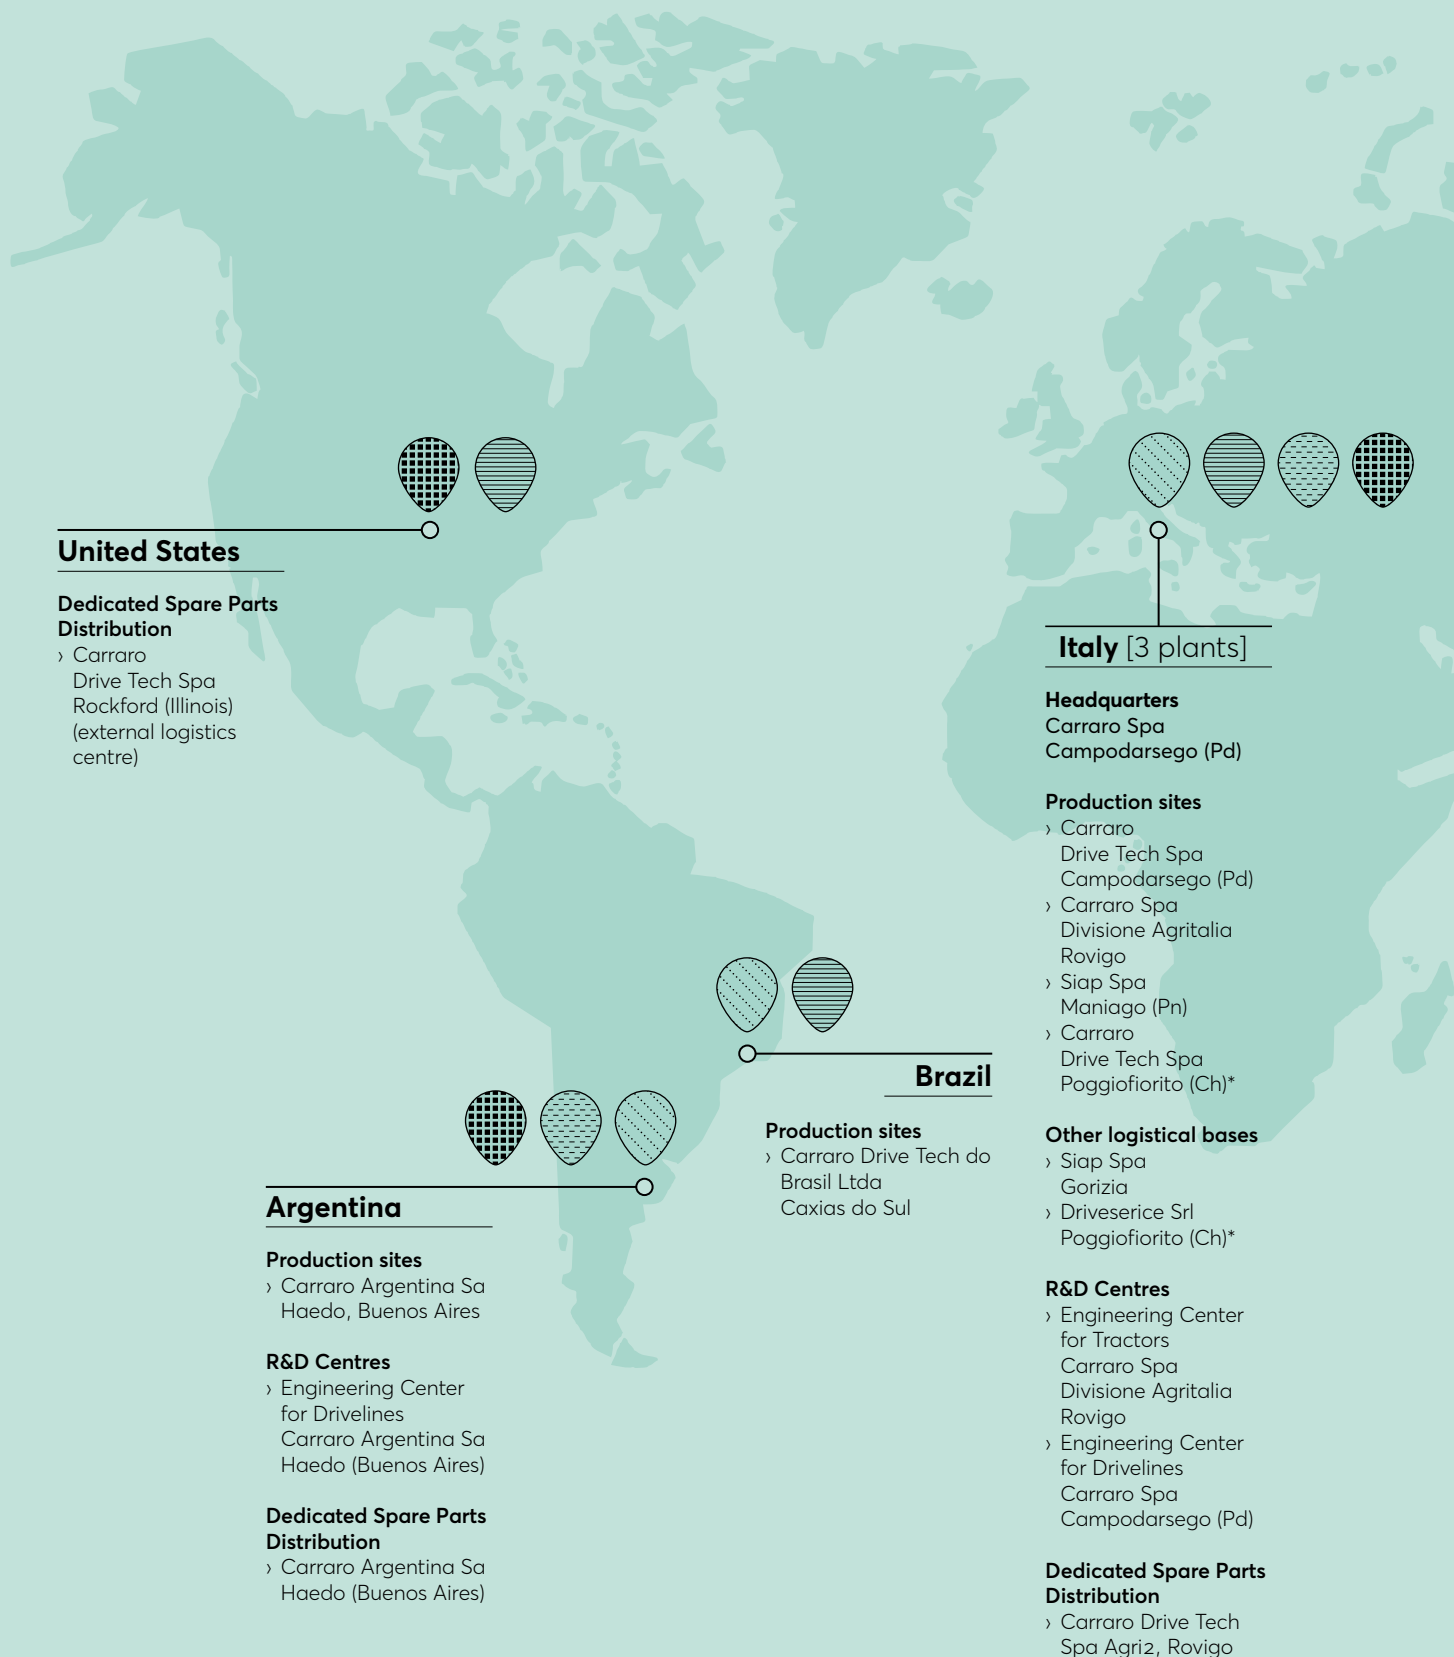 United States
Dedicated Spare Parts
Distribution
› Carraro
Drive Tech Spa
Rockford (Illinois)
(external logistics
centre)
Argentina
Production sites
› Carraro Argentina Sa
Haedo, Buenos Aires
R&D Centres
› Engineering Center
for Drivelines
Carraro Argentina Sa
Haedo (Buenos Aires)
Dedicated Spare Parts
Distribution
› Carraro Argentina Sa
Haedo (Buenos Aires)
Brazil
Production sites
› Carraro Drive Tech do
Brasil Ltda
Caxias do Sul
Italy [3 plants]
Headquarters
Carraro Spa
Campodarsego (Pd)
Production sites
› Carraro
Drive Tech Spa
Campodarsego (Pd)
› Carraro Spa
Divisione Agritalia
Rovigo
› Siap Spa
Maniago (Pn)
› Carraro
Drive Tech Spa
Poggiofiorito (Ch)*
Other logistical bases
› Siap Spa
Gorizia
› Driveserice Srl
Poggiofiorito (Ch)*
R&D Centres
› Engineering Center
for Tractors
Carraro Spa
Divisione Agritalia
Rovigo
› Engineering Center
for Drivelines
Carraro Spa
Campodarsego (Pd)
Dedicated Spare Parts
Distribution
› Carraro Drive Tech
Spa Agri2, Rovigo